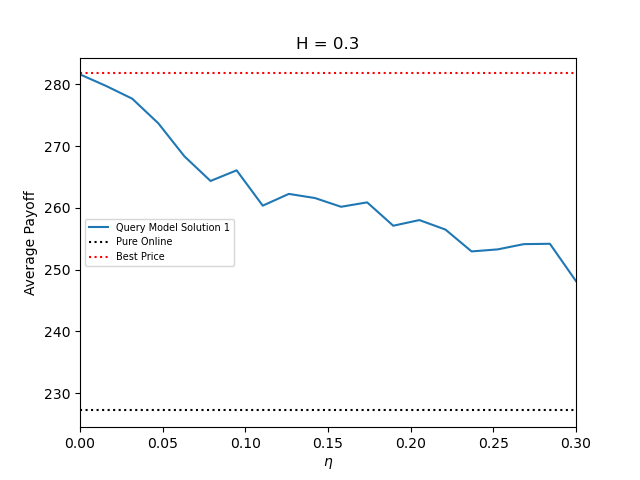 H = 0.3
280
270
260
250
240
230
Average Payoff
Query Model Solution 1
Pure Online
Best Price
0.00 0.05 0.10 0.15 0.20 0.25 0.30
η